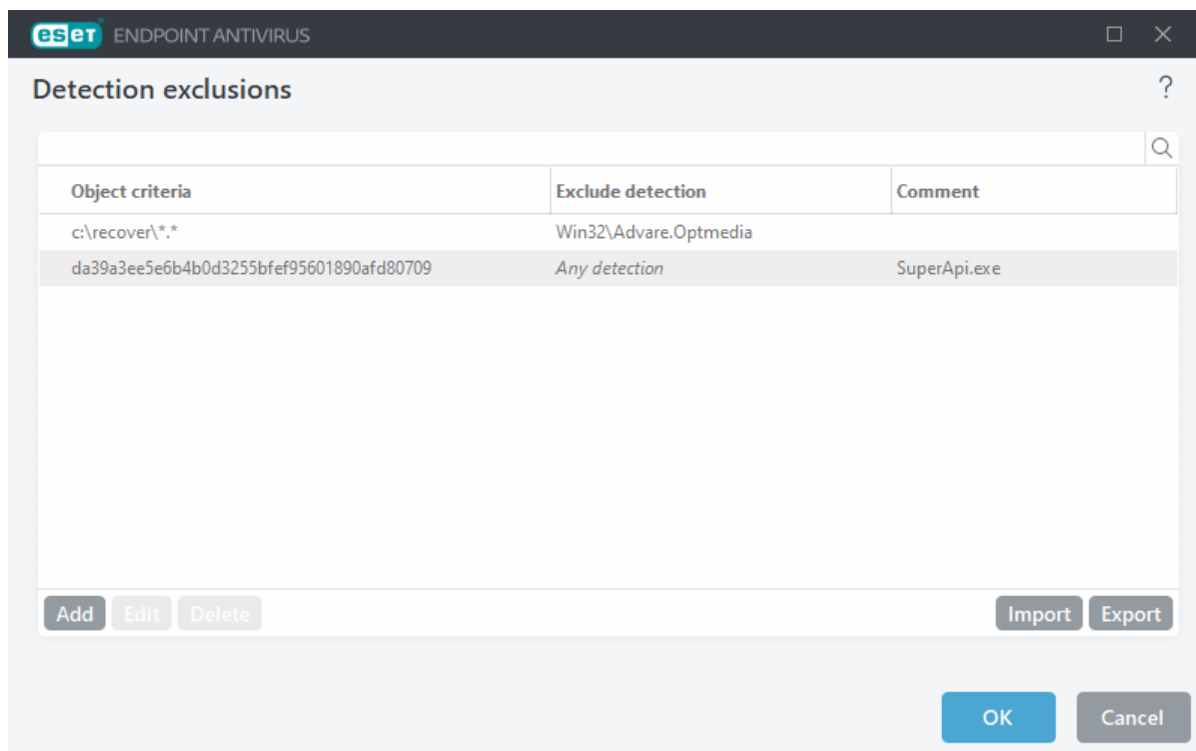 eset ENDPOINT ANTIVIRUS
Detection exclusions ?
Object criteria Exclude detection Comment
c:\recover\*.* Win32\Advare.Optmedia
da39a3ee5e6b4b0d3255bfef95601890afd80709 Any detection SuperApi.exe
Add Edit Delete Import Export
OK Cancel